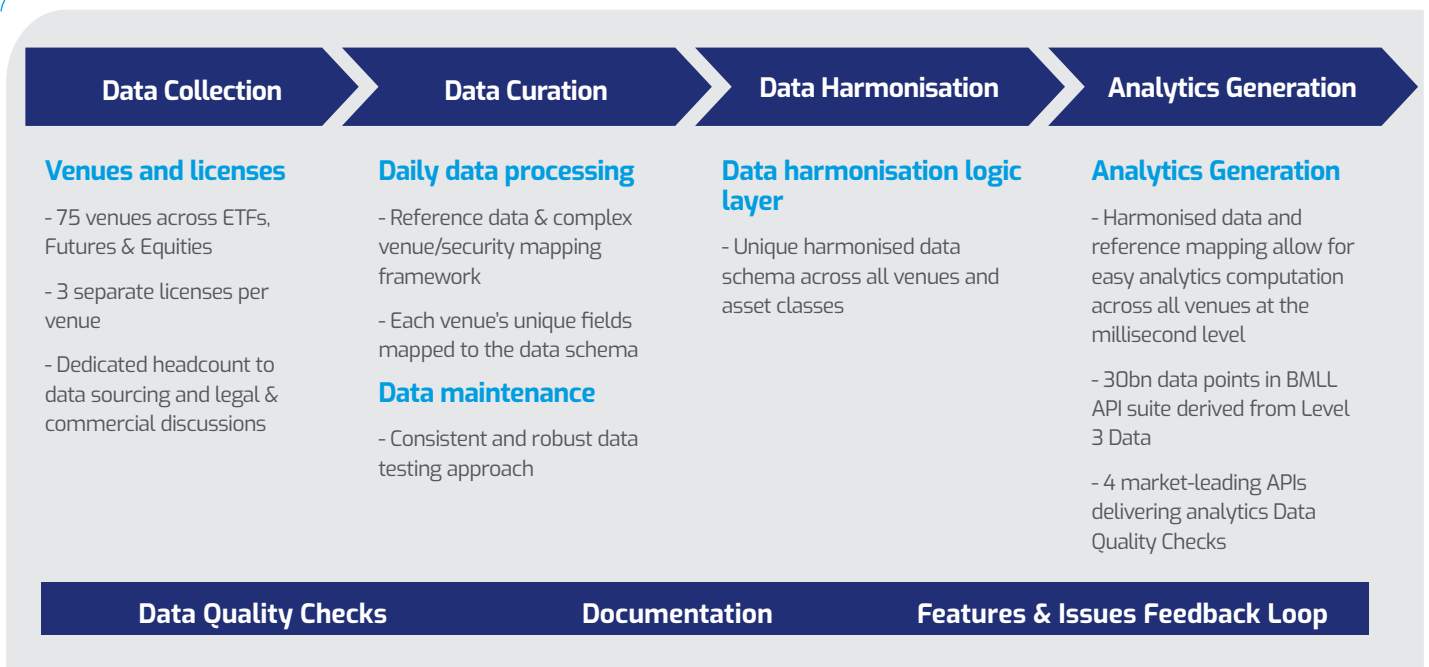 Data Collection
Data Curation
Data Harmonisation
Analytics Generation
Venues and licenses
- 75 venues across ETFs,
Futures & Equities
- 3 separate licenses per
venue
- Dedicated headcount to
data sourcing and legal &
commercial discussions
Daily data processing
- Reference data & complex
venue/security mapping
framework
- Each venue's unique fields
mapped to the data schema
Data maintenance
- Consistent and robust data
testing approach
Data harmonisation logic
layer
- Unique harmonised data
schema across all venues and
asset classes
Analytics Generation
- Harmonised data and
reference mapping allow for
easy analytics computation
across all venues at the
millisecond level
- 30bn data points in BMLL
API suite derived from Level
3 Data
- 4 market-leading APIs
delivering analytics Data
Quality Checks
Data Quality Checks
Documentation
Features & Issues Feedback Loop